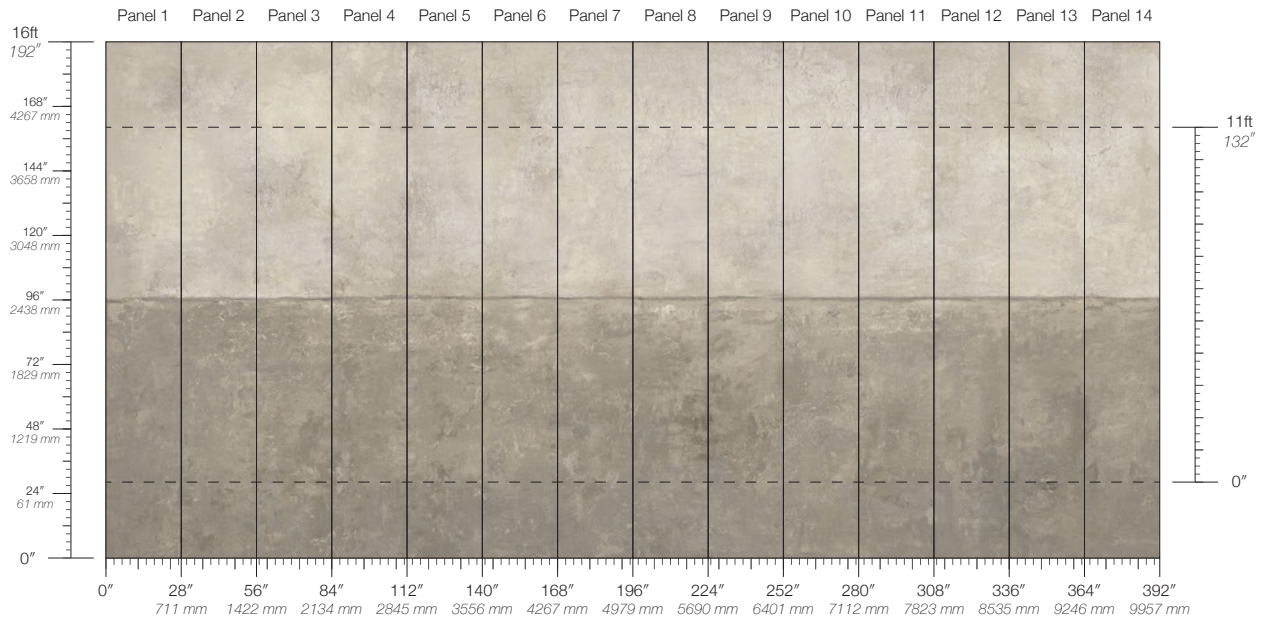 Panel 1 Panel 2 Panel 3 Panel 4 Panel 5 Panel 6 Panel 7 Panel 8 Panel 9 Panel 10 Panel 11 Panel 12 Panel 13 Panel 14
16ft
192″
168″
4267 mm
144″
3658 mm
120″
3048 mm
96″
2438 mm
72″
1829 mm
48″
1219 mm
24″
61 mm
0″
11ft
132″
0″
0″ 28″ 56″ 84″ 112″ 140″ 168″ 196″ 224″ 252″ 280″ 308″ 336″ 364″ 392″
711 mm 1422 mm 2134 mm 2845 mm 3556 mm 4267 mm 4979 mm 5690 mm 6401 mm 7112 mm 7823 mm 8535 mm 9246 mm 9957 mm